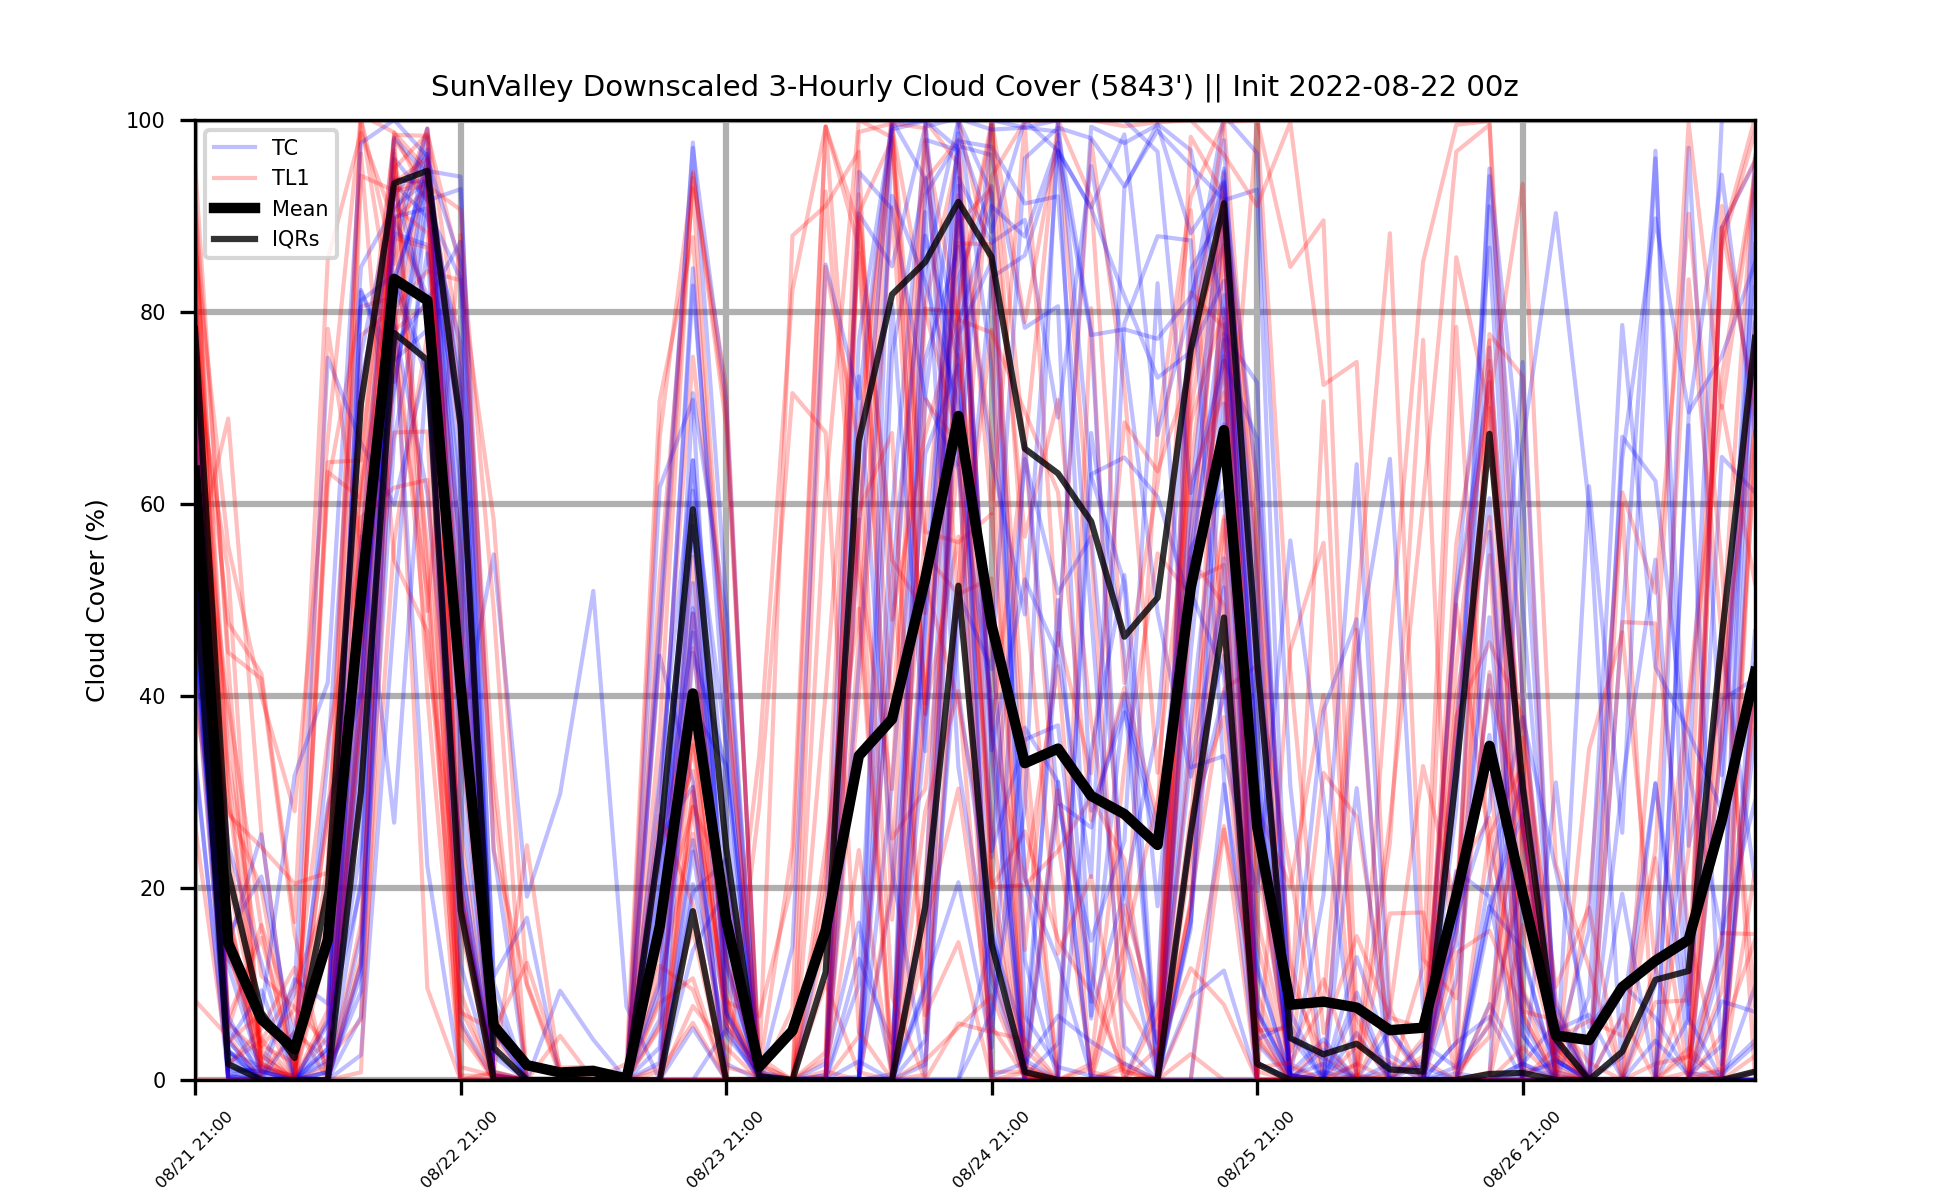 SunValley Downscaled 3-Hourly Cloud Cover (5843') || Init 2022-08-22 00z
Cloud Cover (%)
100
80
60
40
20
0
TC
TL1
Mean
IQRs
08/21 21:00
08/22 21:00
08/23 21:00
08/24 21:00
08/25 21:00
08/26 21:00